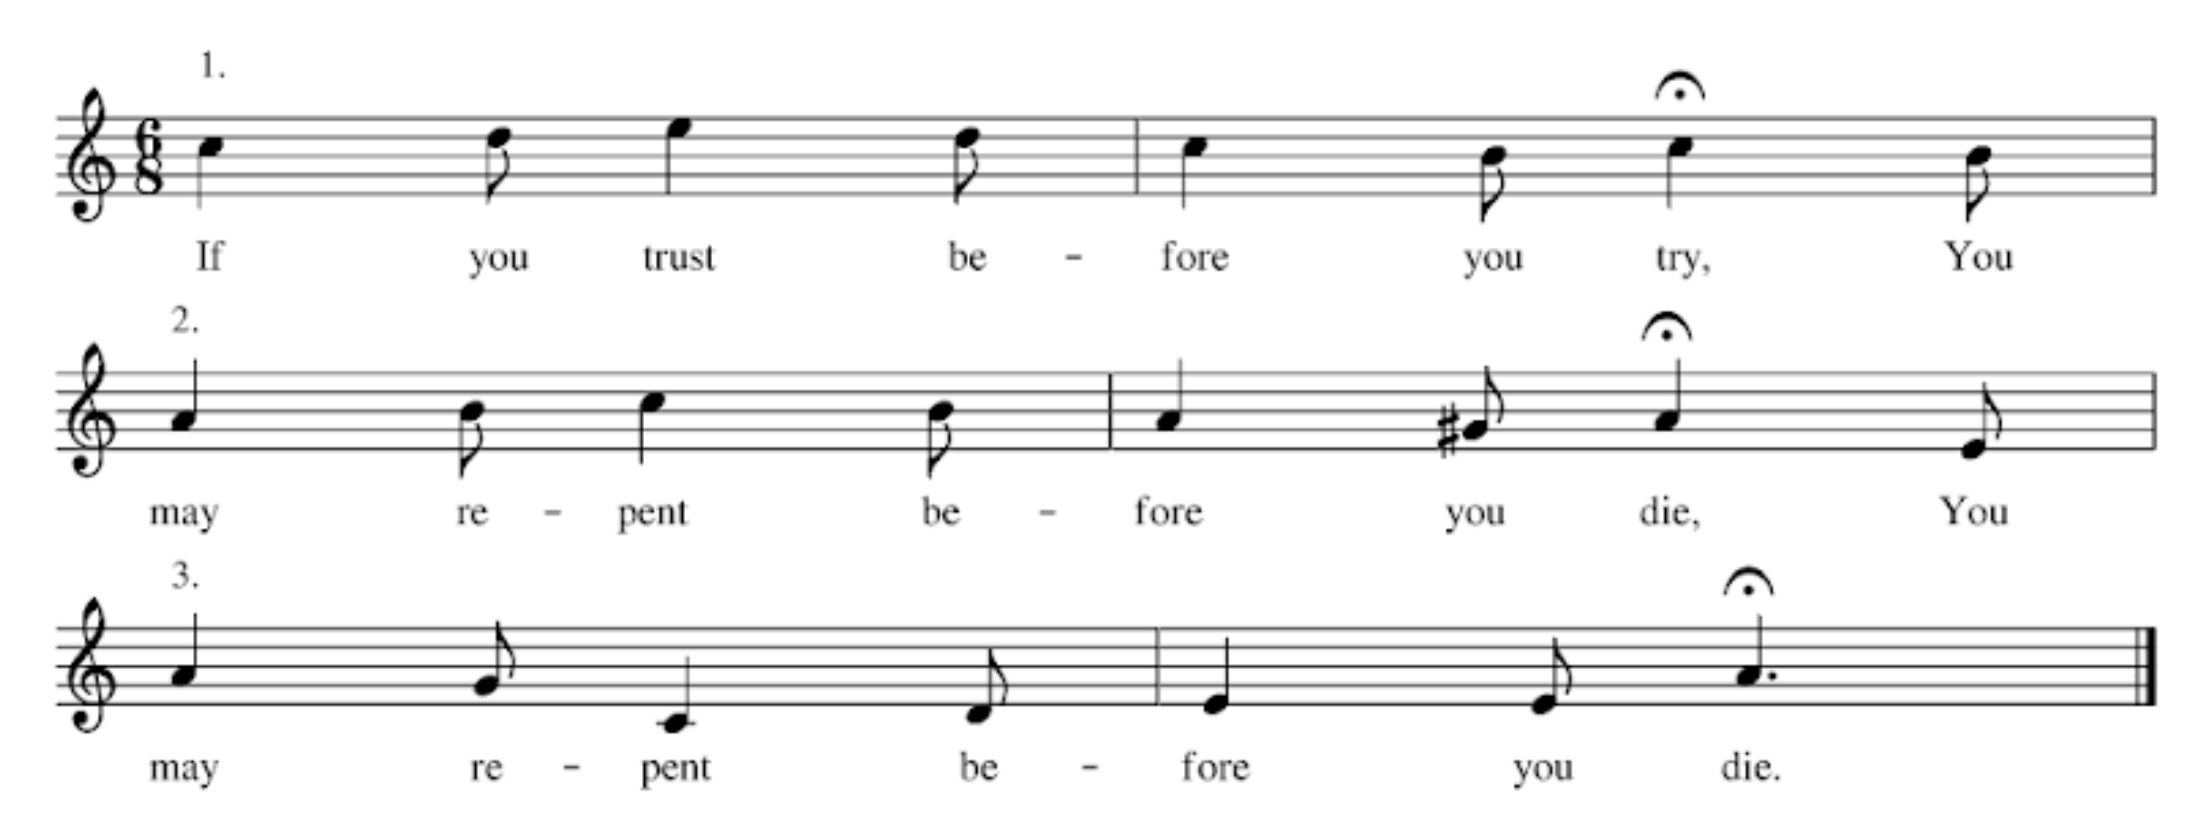 1.
6
8
If you trust be - fore you try, You
2.
may re - pent be - fore you die, You
3.
may re - pent be - fore you die.